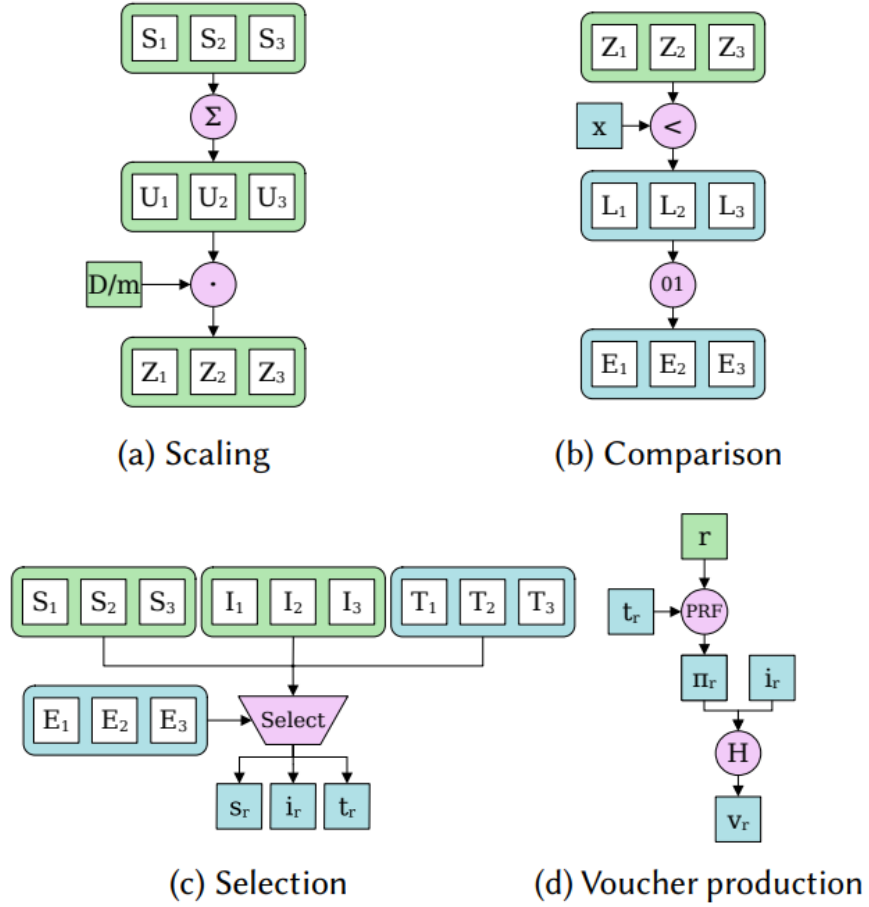 S₁ S₂ S₃
Σ
U₁ U₂ U₃
D/m
·
Z₁ Z₂ Z₃
(a) Scaling
Z₁ Z₂ Z₃
x
<
L₁ L₂ L₃
01
E₁ E₂ E₃
(b) Comparison
S₁ S₂ S₃ I₁ I₂ I₃ T₁ T₂ T₃
E₁ E₂ E₃ Select
sᵣ iᵣ tᵣ
(c) Selection
r
tᵣ PRF
πᵣ iᵣ
H
vᵣ
(d) Voucher production